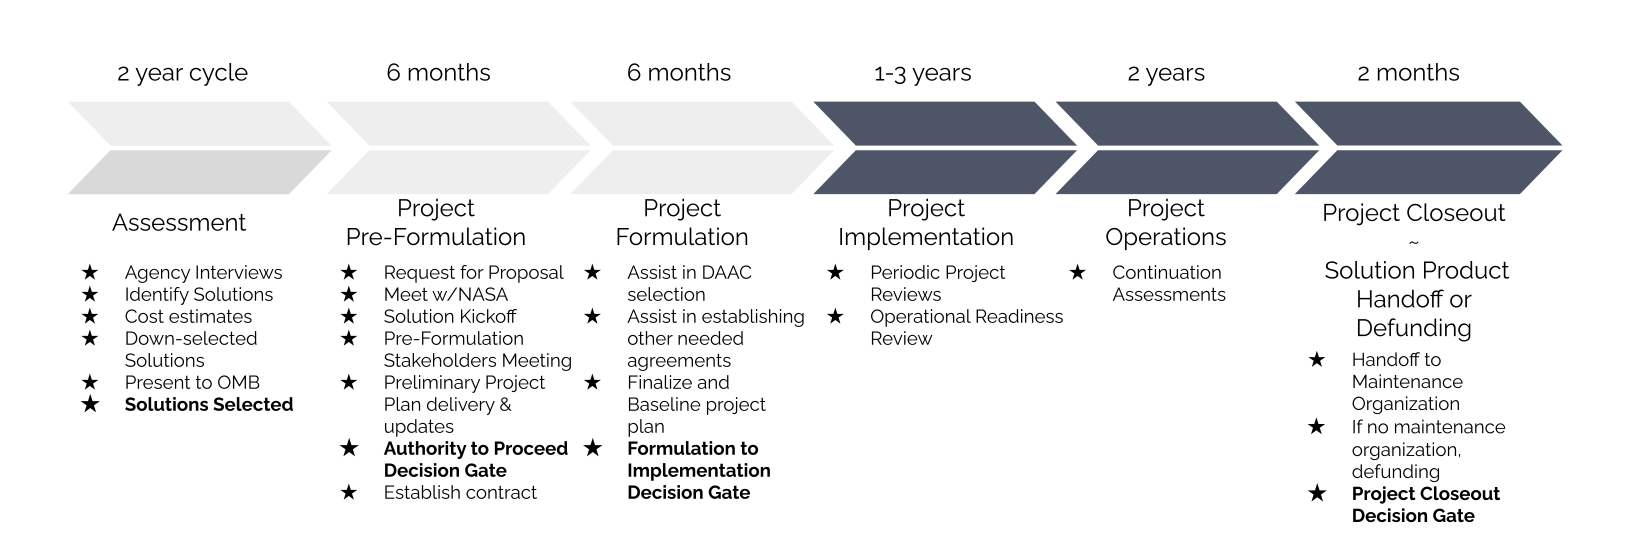 2 year cycle
6 months
6 months
1-3 years
2 years
2 months
Assessment
★ Agency Interviews
★ Identify Solutions
★ Cost estimates
★ Down-selected
Solutions
★ Present to OMB
★ Solutions Selected
Project
Pre-Formulation
★ Request for Proposal
★ Meet w/NASA
★ Solution Kickoff
★ Pre-Formulation
Stakeholders Meeting
★ Preliminary Project
Plan delivery &
updates
★ Authority to Proceed
Decision Gate
★ Establish contract
Project
Formulation
★ Assist in DAAC
selection
★ Assist in establishing
other needed
agreements
★ Finalize and
Baseline project
plan
★ Formulation to
Implementation
Decision Gate
Project
Implementation
★ Periodic Project
Reviews
★ Operational Readiness
Review
Project
Operations
★ Continuation
Assessments
Project Closeout
~
Solution Product
Handoff or
Defunding
★ Handoff to
Maintenance
Organization
★ If no maintenance
organization,
defunding
★ Project Closeout
Decision Gate